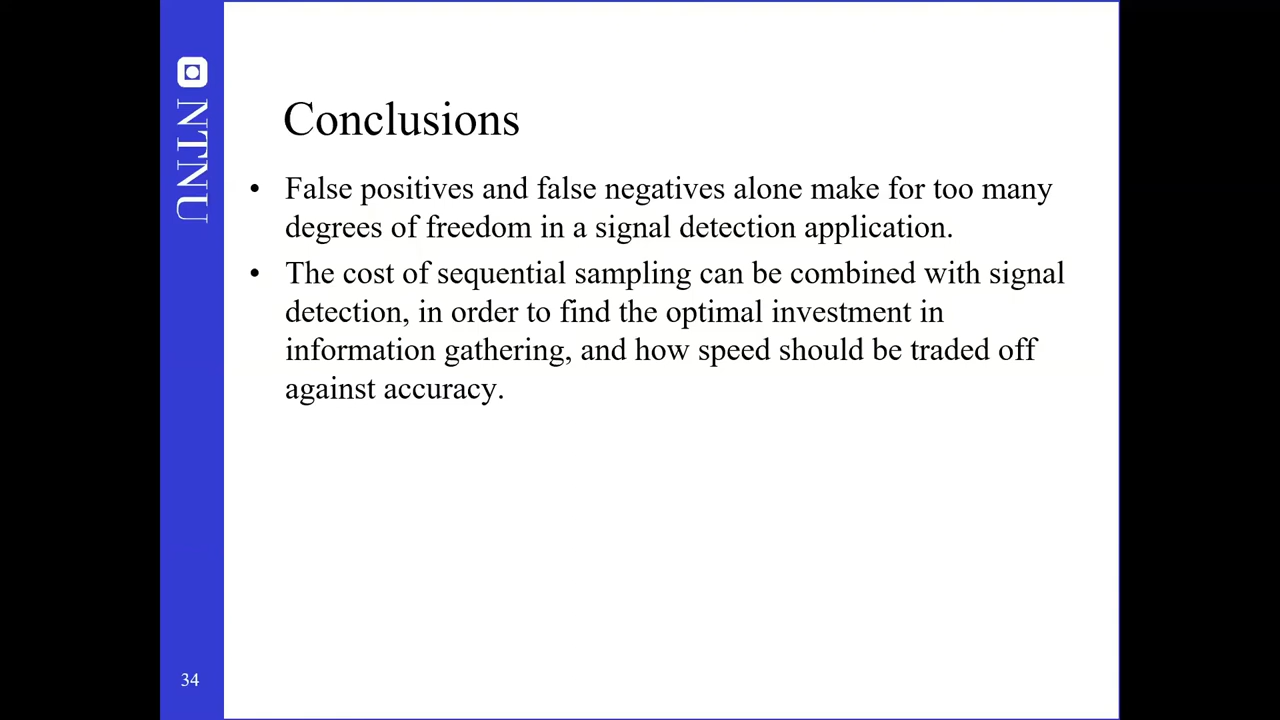 NTNU
Conclusions
• False positives and false negatives alone make for too many
degrees of freedom in a signal detection application.
• The cost of sequential sampling can be combined with signal
detection, in order to find the optimal investment in
information gathering, and how speed should be traded off
against accuracy.
34